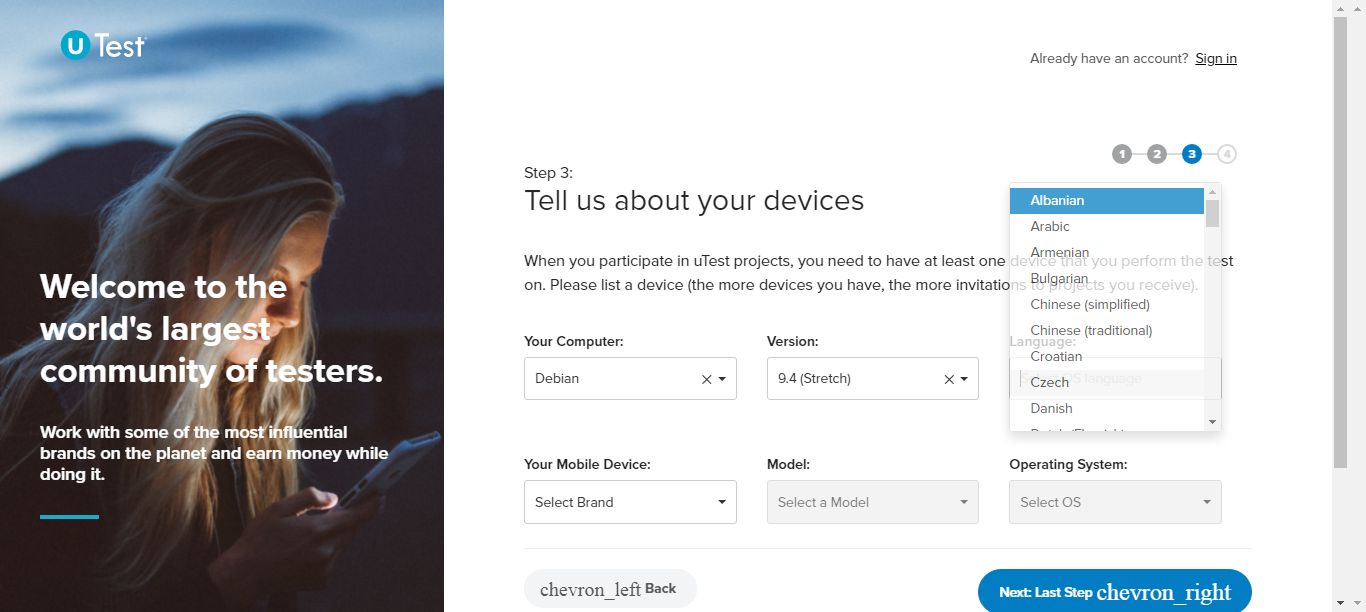 U Test
Already have an account? Sign in
1 2 3 4
Step 3:
Tell us about your devices
When you participate in uTest projects, you need to have at least one device that you perform the test
on. Please list a device (the more devices you have, the more invitations to projects you receive).
Welcome to the
world's largest
community of testers.
Work with some of the most influential
brands on the planet and earn money while
doing it.
Your Computer:
Debian
Version:
9.4 (Stretch)
Language:
Select OS language
Albanian
Arabic
Armenian
Bulgarian
Chinese (simplified)
Chinese (traditional)
Croatian
Czech
Danish
Your Mobile Device:
Select Brand
Model:
Select a Model
Operating System:
Select OS
chevron_left Back
Next: Last Step chevron_right